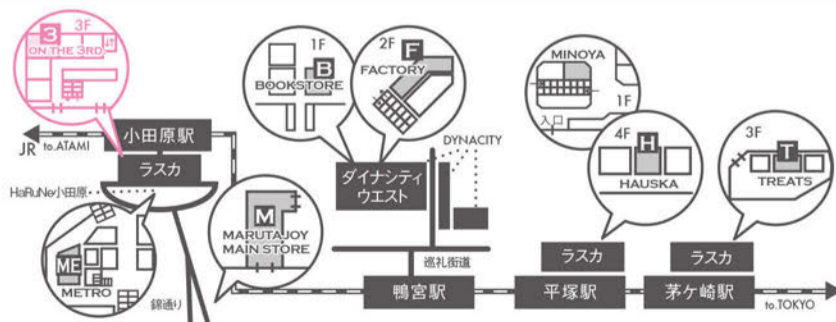 3
3F
ON THE 3RD
小田原駅
JR
to.ATAMI
ラスカ
HaRuNe小田原
ME
METRO
錦通り
M
MARUTAJOY
MAIN STORE
1F
B
BOOKSTORE
2F
F
FACTORY
DYNACITY
ダイナシティ
ウエスト
巡礼街道
鴨宮駅
MINOYA
1F
入口
4F
H
HAUSKA
ラスカ
平塚駅
3F
T
TREATS
ラスカ
茅ケ崎駅
to.TOKYO